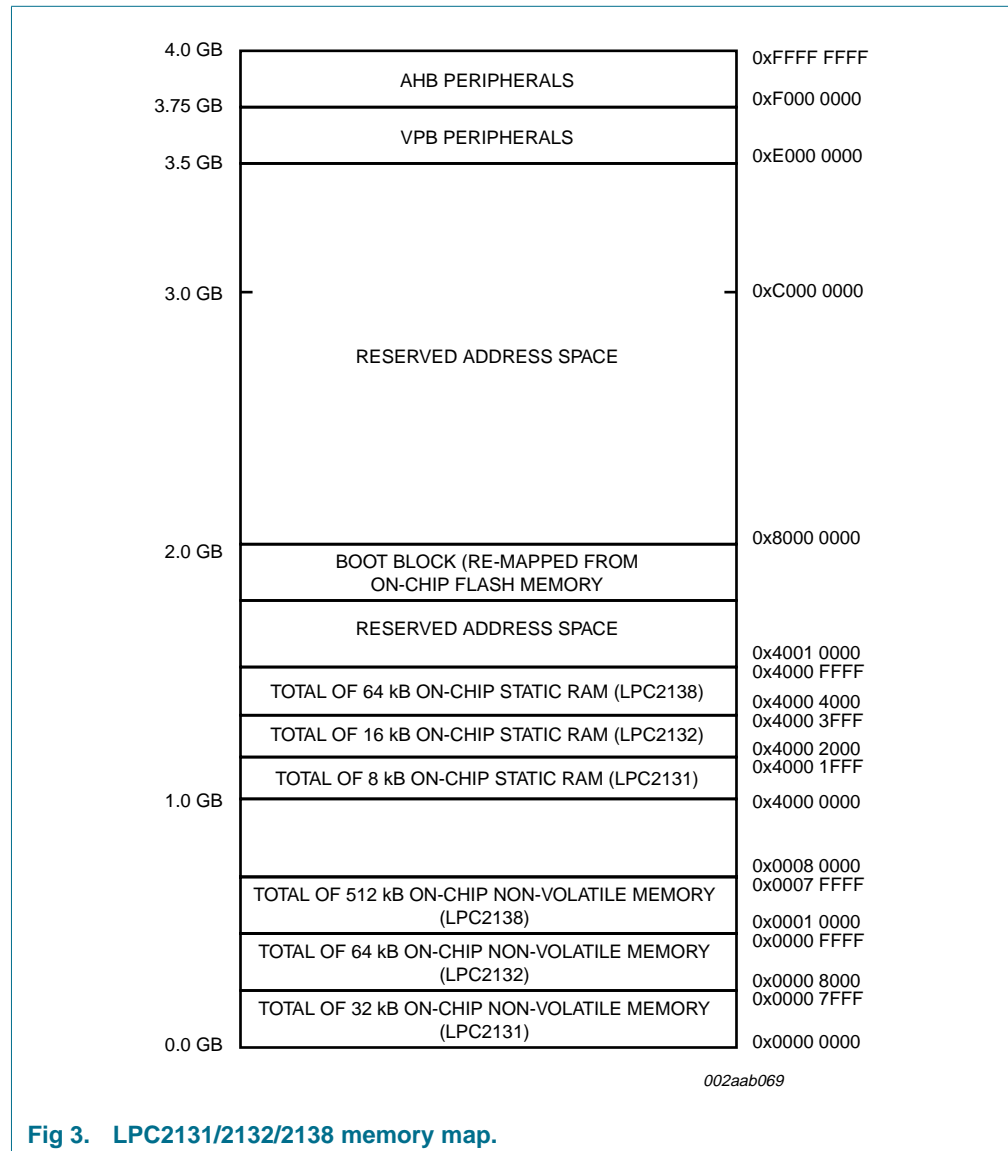 4.0 GB
0xFFFF FFFF
AHB PERIPHERALS
3.75 GB
0xF000 0000
VPB PERIPHERALS
3.5 GB
0xE000 0000
3.0 GB
0xC000 0000
RESERVED ADDRESS SPACE
0x8000 0000
2.0 GB
BOOT BLOCK (RE-MAPPED FROM
ON-CHIP FLASH MEMORY
RESERVED ADDRESS SPACE
0x4001 0000
0x4000 FFFF
TOTAL OF 64 kB ON-CHIP STATIC RAM (LPC2138)
0x4000 4000
0x4000 3FFF
TOTAL OF 16 kB ON-CHIP STATIC RAM (LPC2132)
0x4000 2000
0x4000 1FFF
TOTAL OF 8 kB ON-CHIP STATIC RAM (LPC2131)
1.0 GB
0x4000 0000
0x0008 0000
0x0007 FFFF
TOTAL OF 512 kB ON-CHIP NON-VOLATILE MEMORY
(LPC2138)
0x0001 0000
0x0000 FFFF
TOTAL OF 64 kB ON-CHIP NON-VOLATILE MEMORY
(LPC2132)
0x0000 8000
0x0000 7FFF
TOTAL OF 32 kB ON-CHIP NON-VOLATILE MEMORY
(LPC2131)
0.0 GB
0x0000 0000
002aab069
Fig 3. LPC2131/2132/2138 memory map.